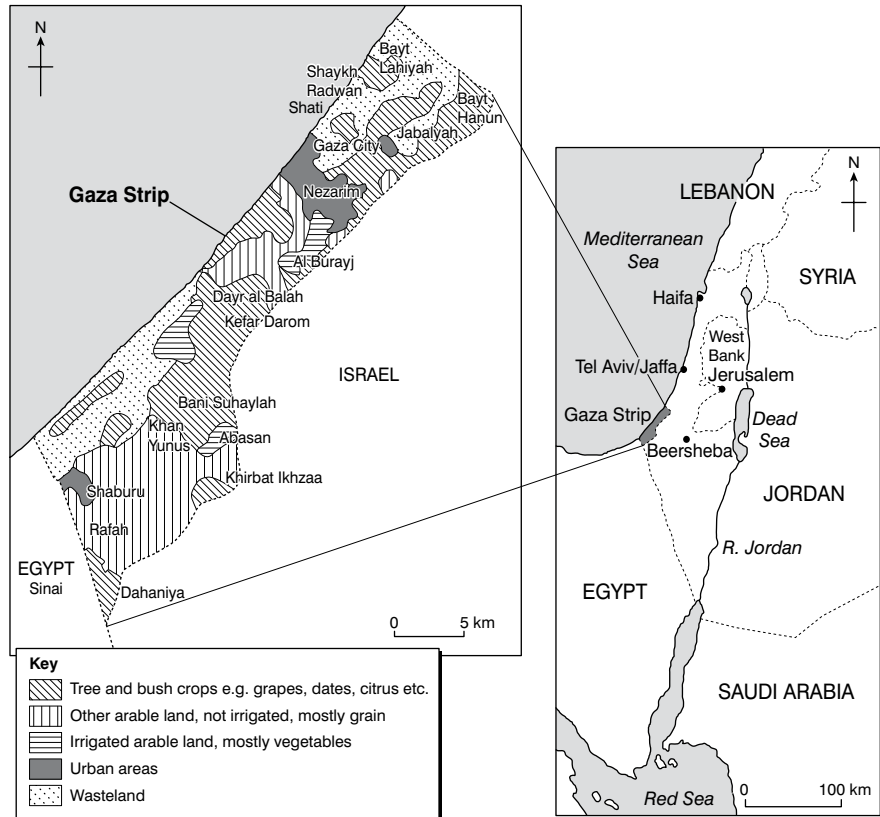 N
Bayt
Lahiyah
Shaykh
Radwan
Shati
Bayt
Hanun
Jabalyah
Gaza City
Nezarim
Gaza Strip
Al Burayj
Dayr al Balah
Kefar Darom
ISRAEL
Bani Suhaylah
Khan
Yunus
Abasan
Khirbat Ikhzaa
Shaburu
Rafah
EGYPT
Sinai
Dahaniya
0 5 km
Key
Tree and bush crops e.g. grapes, dates, citrus etc.
Other arable land, not irrigated, mostly grain
Irrigated arable land, mostly vegetables
Urban areas
Wasteland
N
LEBANON
Mediterranean
Sea
SYRIA
Haifa
West
Bank
Tel Aviv/Jaffa
Jerusalem
Gaza Strip
Dead
Sea
Beersheba
JORDAN
R. Jordan
EGYPT
SAUDI ARABIA
Red Sea
0 100 km